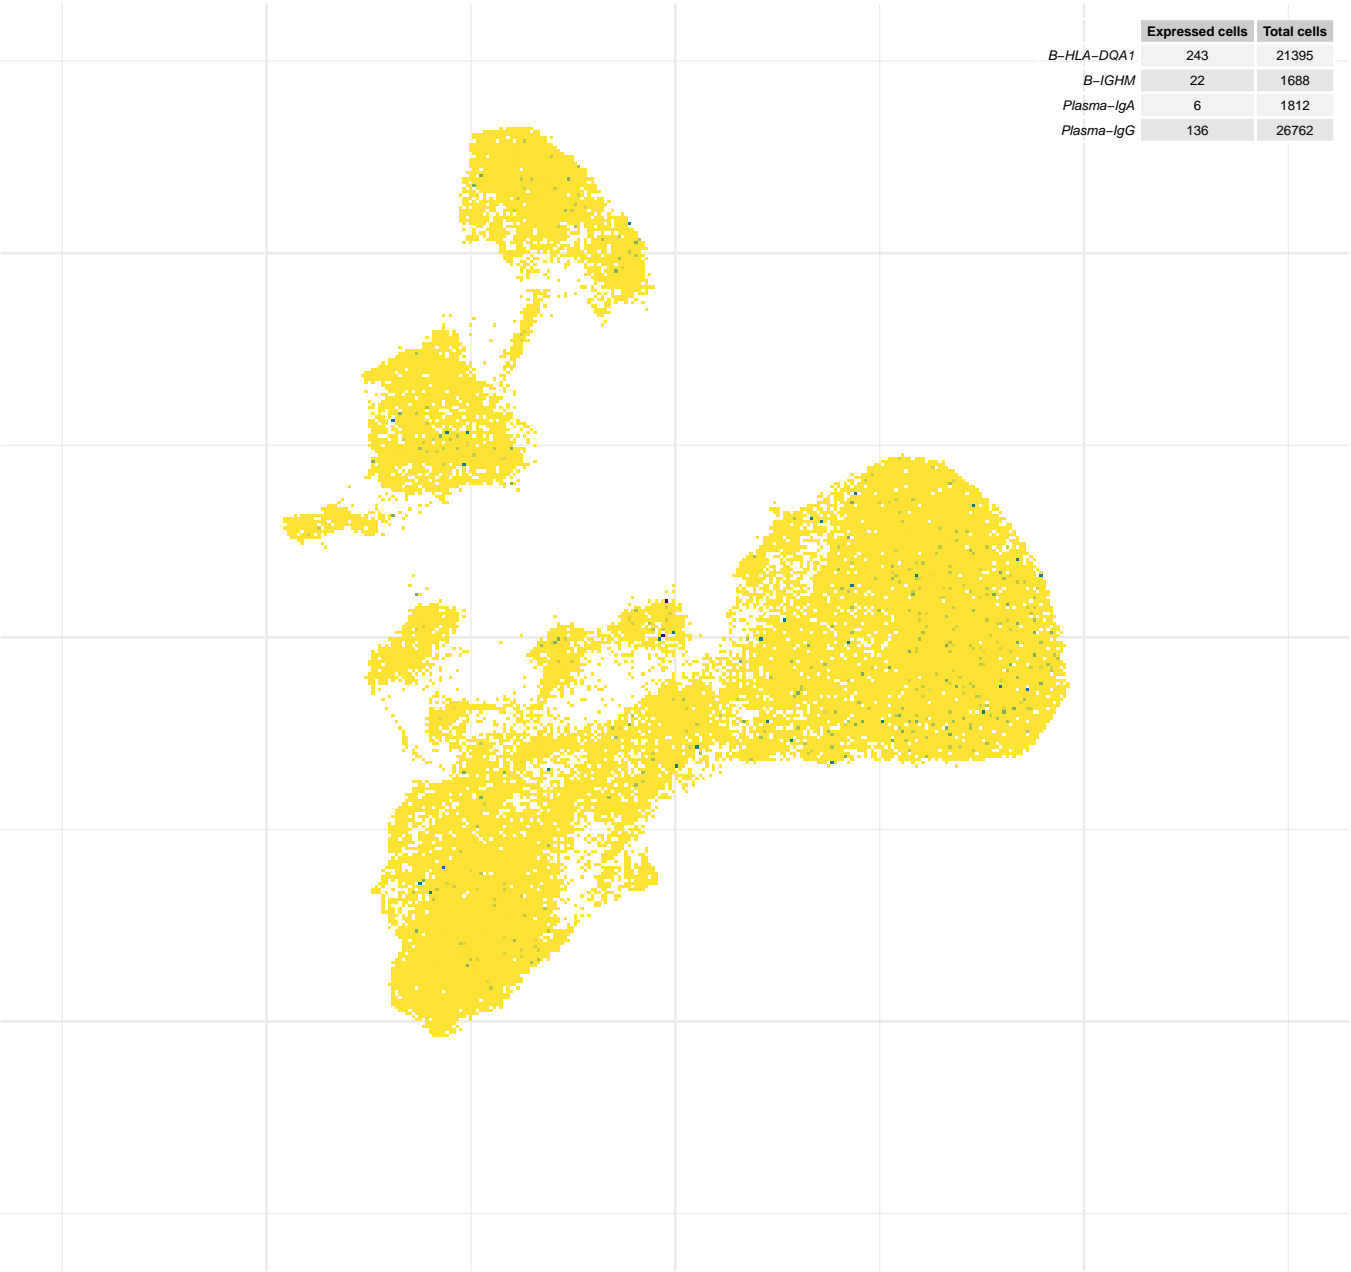 Expressed cells Total cells
B−HLA−DQA1 243 21395
B−IGHM 22 1688
Plasma−IgA 6 1812
Plasma−IgG 136 26762